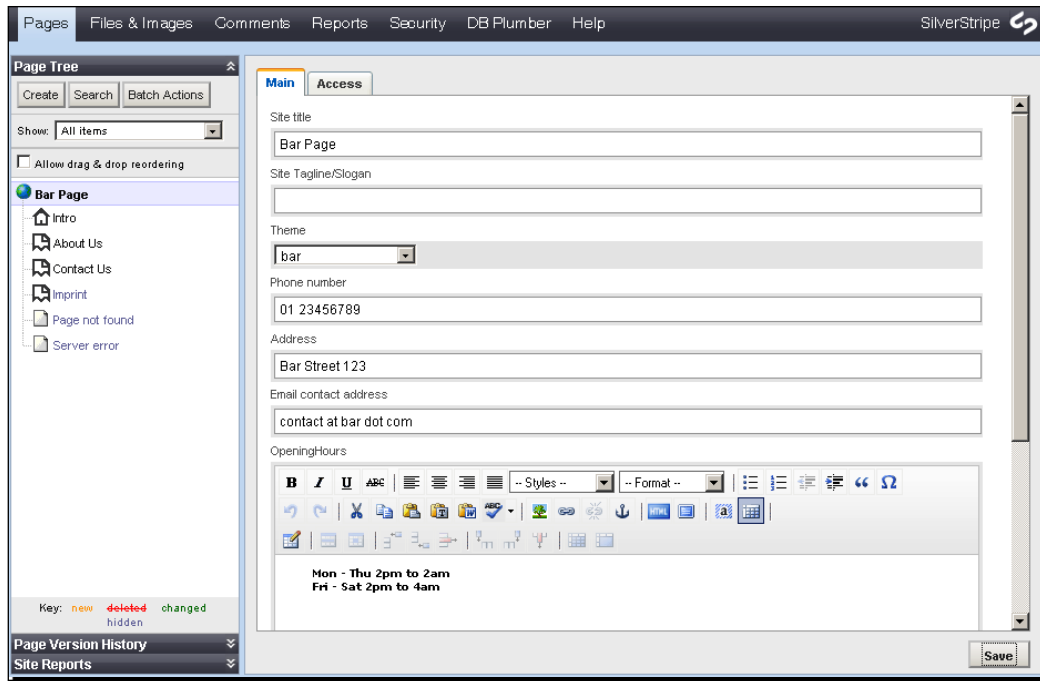 Pages Files & Images Comments Reports Security DB Plumber Help SilverStripe
Page Tree
Create Search Batch Actions
Show: All items
Allow drag & drop reordering
Bar Page
Intro
About Us
Contact Us
Imprint
Page not found
Server error
Key: new deleted changed
hidden
Page Version History
Site Reports
Main Access
Site title
Bar Page
Site Tagline/Slogan
Theme
bar
Phone number
01 23456789
Address
Bar Street 123
Email contact address
contact at bar dot com
OpeningHours
B I U ABC -- Styles -- -- Format --
ABC HTML a
Mon - Thu 2pm to 2am
Fri - Sat 2pm to 4am
Save